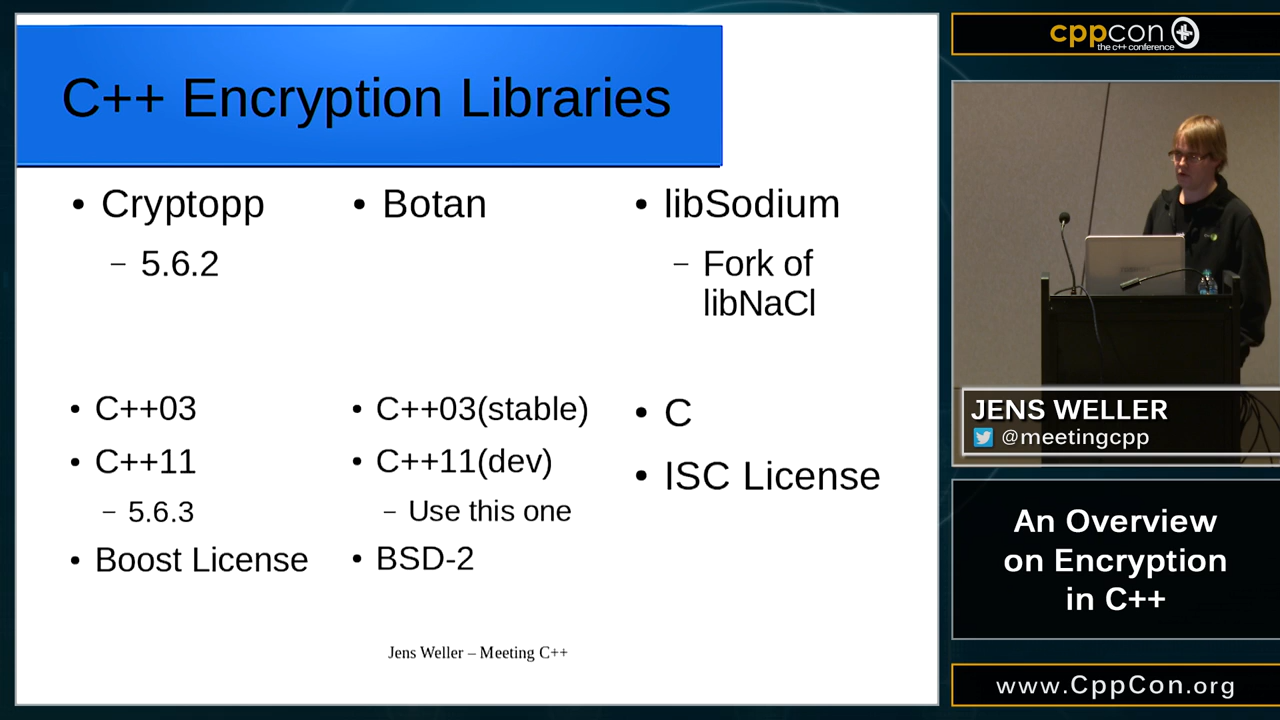 C++ Encryption Libraries
• Cryptopp
– 5.6.2
• C++03
• C++11
– 5.6.3
• Boost License
• Botan
• C++03(stable)
• C++11(dev)
– Use this one
• BSD-2
• libSodium
– Fork of
libNaCl
• C
• ISC License
Jens Weller – Meeting C++
cppcon
the c++ conference
JENS WELLER
@meetingcpp
An Overview
on Encryption
in C++
www.CppCon.org